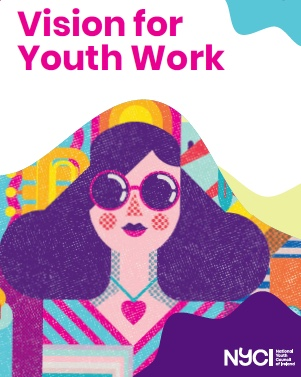 Vision for
Youth Work
NYCI
National
Youth
Council
of Ireland